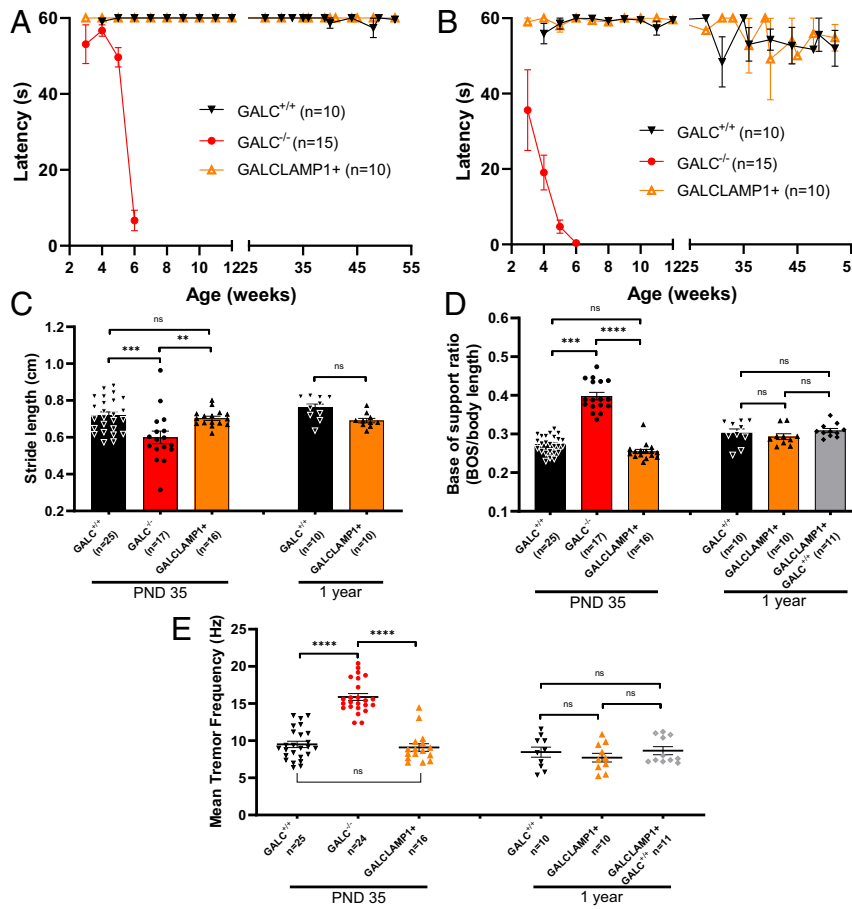 A
60
40
20
0
Latency (s)
GALC+/+ (n=10)
GALC-/- (n=15)
GALCLAMP1+ (n=10)
2 4 6 8 10 12 25 35 45 55
Age (weeks)
B
60
40
20
0
Latency (s)
GALC+/+ (n=10)
GALC-/- (n=15)
GALCLAMP1+ (n=10)
2 4 6 8 10 12 25 35 45 55
Age (weeks)
C
1.2
1.0
0.8
0.6
0.4
0.2
Stride length (cm)
ns
*** **
ns
GALC+/+ (n=25)
GALC-/- (n=17)
GALCLAMP1+ (n=16)
GALC+/+ (n=10)
GALCLAMP1+ (n=10)
PND 35
1 year
D
0.6
0.5
0.4
0.3
0.2
0.1
Base of support ratio
(BOS/body length)
ns
*** ****
ns
ns ns
GALC+/+ (n=25)
GALC-/- (n=17)
GALCLAMP1+ (n=16)
GALC+/+ (n=10)
GALCLAMP1+ (n=10)
GALCLAMP1+
GALC+/+ (n=11)
PND 35
1 year
E
25
20
15
10
5
0
Mean Tremor Frequency (Hz)
**** ****
ns
ns
ns ns
GALC+/+
n=25
GALC-/-
n=24
GALCLAMP1+
n=16
GALC+/+
n=10
GALCLAMP1+
n=10
GALCLAMP1+
GALC+/+
n=11
PND 35
1 year